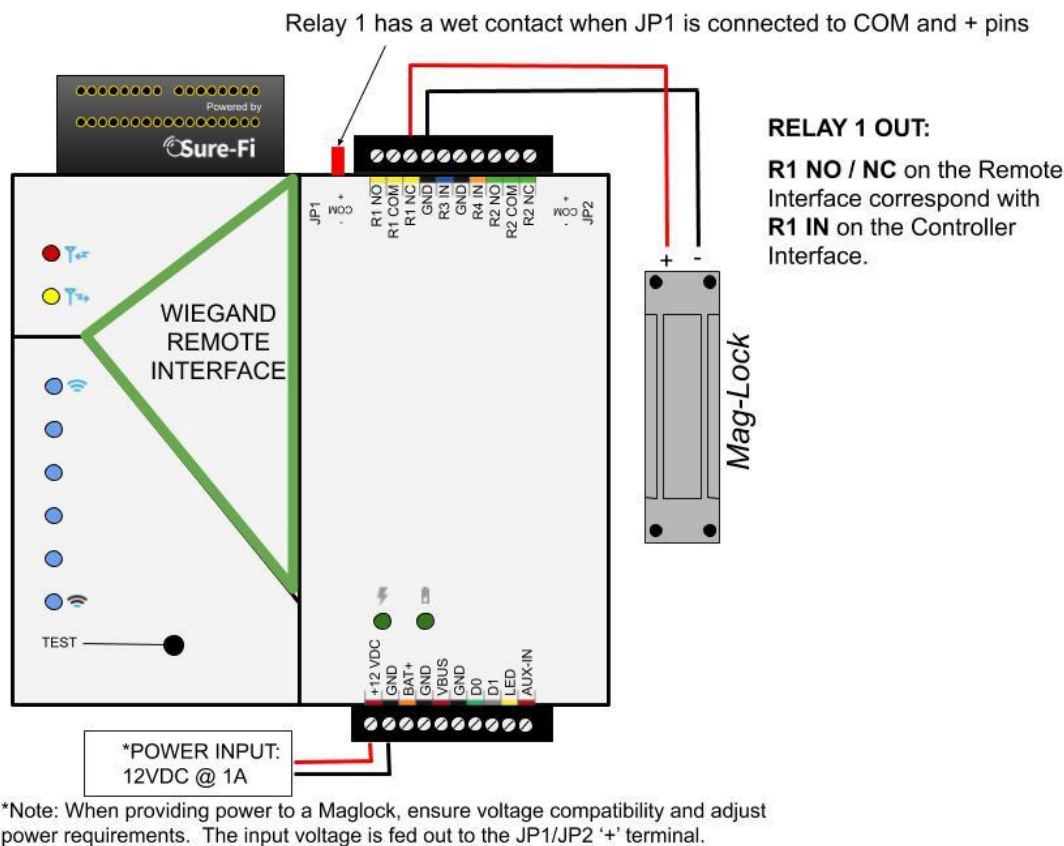 Relay 1 has a wet contact when JP1 is connected to COM and + pins
Powered by
Sure-Fi
RELAY 1 OUT:
R1 NO / NC on the Remote
Interface correspond with
R1 IN on the Controller
Interface.
JP1
+
COM
-
R1 NO
R1 COM
R1 NC
GND
R3 IN
GND
R4 IN
R2 NO
R2 COM
R2 NC
+
COM
-
JP2
+ -
Mag-Lock
WIEGAND
REMOTE
INTERFACE
TEST
+12 VDC
GND
BAT+
GND
VBUS
GND
D0
D1
LED
AUX-IN
*POWER INPUT:
12VDC @ 1A
*Note: When providing power to a Maglock, ensure voltage compatibility and adjust
power requirements.  The input voltage is fed out to the JP1/JP2 ‘+’ terminal.